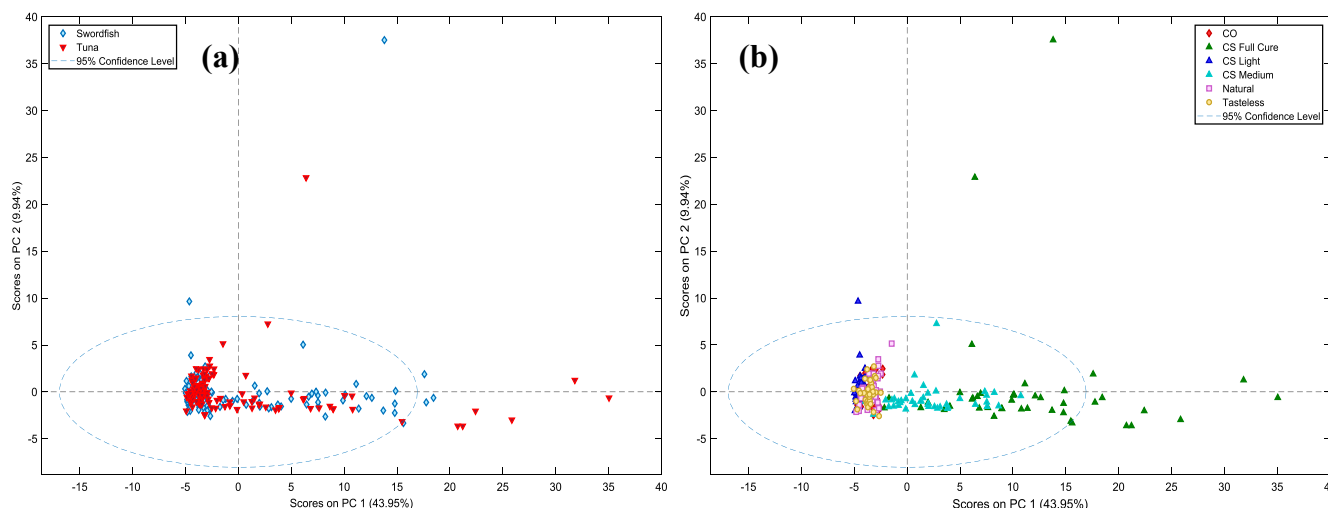 Swordfish
Tuna
95% Confidence Level
(a)
40
35
30
25
20
15
10
5
0
-5
Scores on PC 2 (9.94%)
-15
-10
-5
0
5
10
15
20
25
30
35
40
Scores on PC 1 (43.95%)
(b)
CO
CS Full Cure
CS Light
CS Medium
Natural
Tasteless
95% Confidence Level
40
35
30
25
20
15
10
5
0
-5
Scores on PC 2 (9.94%)
-15
-10
-5
0
5
10
15
20
25
30
35
Scores on PC 1 (43.95%)